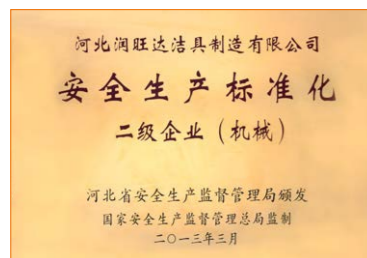 河北润旺达洁具制造有限公司
安全生产标准化
二级企业（机械）
河北省安全生产监督管理局颁发
国家安全生产监督管理总局监制
二〇一三年三月